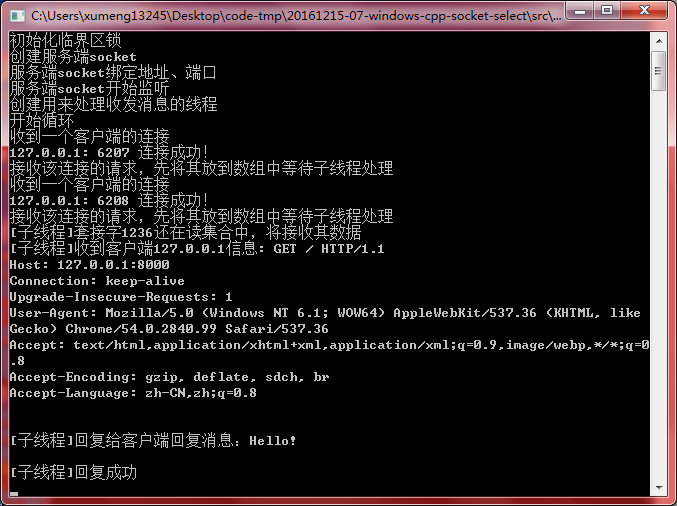 C:\Users\xumeng13245\Desktop\code-tmp\20161215-07-windows-cpp-socket-select\src\...
初始化临界区锁
创建服务端socket
服务端socket绑定地址、端口
服务端socket开始监听
创建用来处理收发消息的线程
开始循环
收到一个客户端的连接
127.0.0.1: 6207 连接成功!
接收该连接的请求，先将其放到数组中等待子线程处理
收到一个客户端的连接
127.0.0.1: 6208 连接成功!
接收该连接的请求，先将其放到数组中等待子线程处理
[子线程]套接字1236还在读集合中，将接收其数据
[子线程]收到客户端127.0.0.1信息: GET / HTTP/1.1
Host: 127.0.0.1:8000
Connection: keep-alive
Upgrade-Insecure-Requests: 1
User-Agent: Mozilla/5.0 (Windows NT 6.1; WOW64) AppleWebKit/537.36 (KHTML, like
Gecko) Chrome/54.0.2840.99 Safari/537.36
Accept: text/html,application/xhtml+xml,application/xml;q=0.9,image/webp,*/*;q=0
.8
Accept-Encoding: gzip, deflate, sdch, br
Accept-Language: zh-CN,zh;q=0.8
[子线程]回复给客户端回复消息：Hello!
[子线程]回复成功